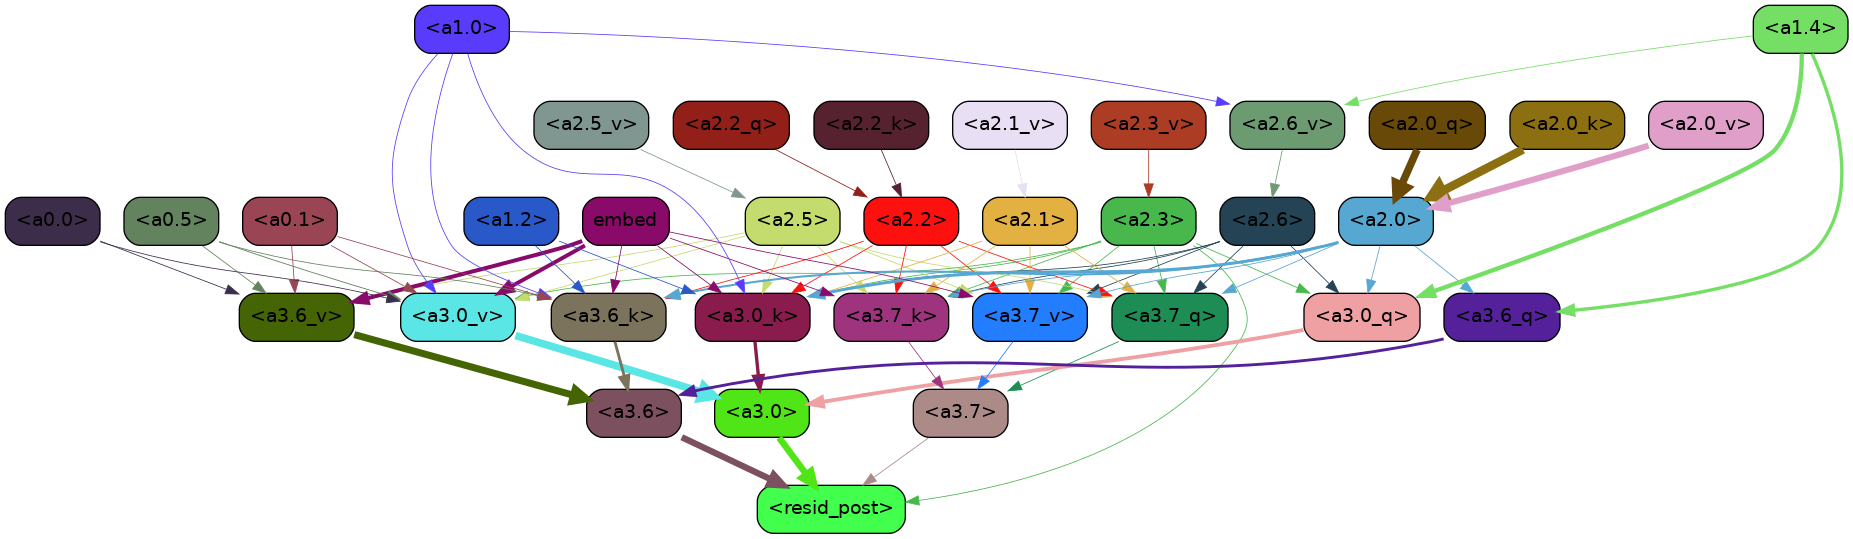 <a1.0> <a1.4>
<a2.5_v> <a2.2_q> <a2.2_k> <a2.1_v> <a2.3_v> <a2.6_v> <a2.0_q> <a2.0_k> <a2.0_v>
<a0.0> <a0.5> <a0.1> <a1.2> embed <a2.5> <a2.2> <a2.1> <a2.3> <a2.6> <a2.0>
<a3.6_v> <a3.0_v> <a3.6_k> <a3.0_k> <a3.7_k> <a3.7_v> <a3.7_q> <a3.0_q> <a3.6_q>
<a3.6> <a3.0> <a3.7>
<resid_post>